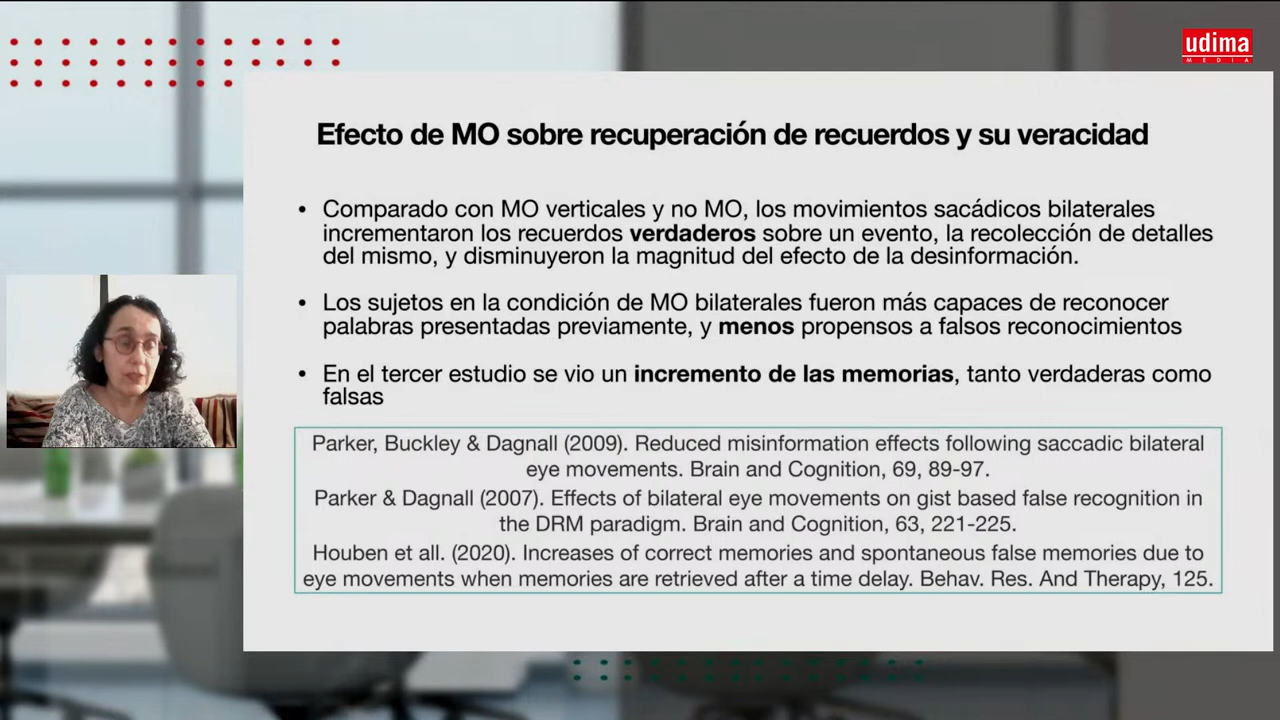 udima
MEDIA
Efecto de MO sobre recuperación de recuerdos y su veracidad
• Comparado con MO verticales y no MO, los movimientos sacádicos bilaterales
incrementaron los recuerdos verdaderos sobre un evento, la recolección de detalles
del mismo, y disminuyeron la magnitud del efecto de la desinformación.
• Los sujetos en la condición de MO bilaterales fueron más capaces de reconocer
palabras presentadas previamente, y menos propensos a falsos reconocimientos
• En el tercer estudio se vio un incremento de las memorias, tanto verdaderas como
falsas
Parker, Buckley & Dagnall (2009). Reduced misinformation effects following saccadic bilateral
eye movements. Brain and Cognition, 69, 89-97.
Parker & Dagnall (2007). Effects of bilateral eye movements on gist based false recognition in
the DRM paradigm. Brain and Cognition, 63, 221-225.
Houben et all. (2020). Increases of correct memories and spontaneous false memories due to
eye movements when memories are retrieved after a time delay. Behav. Res. And Therapy, 125.